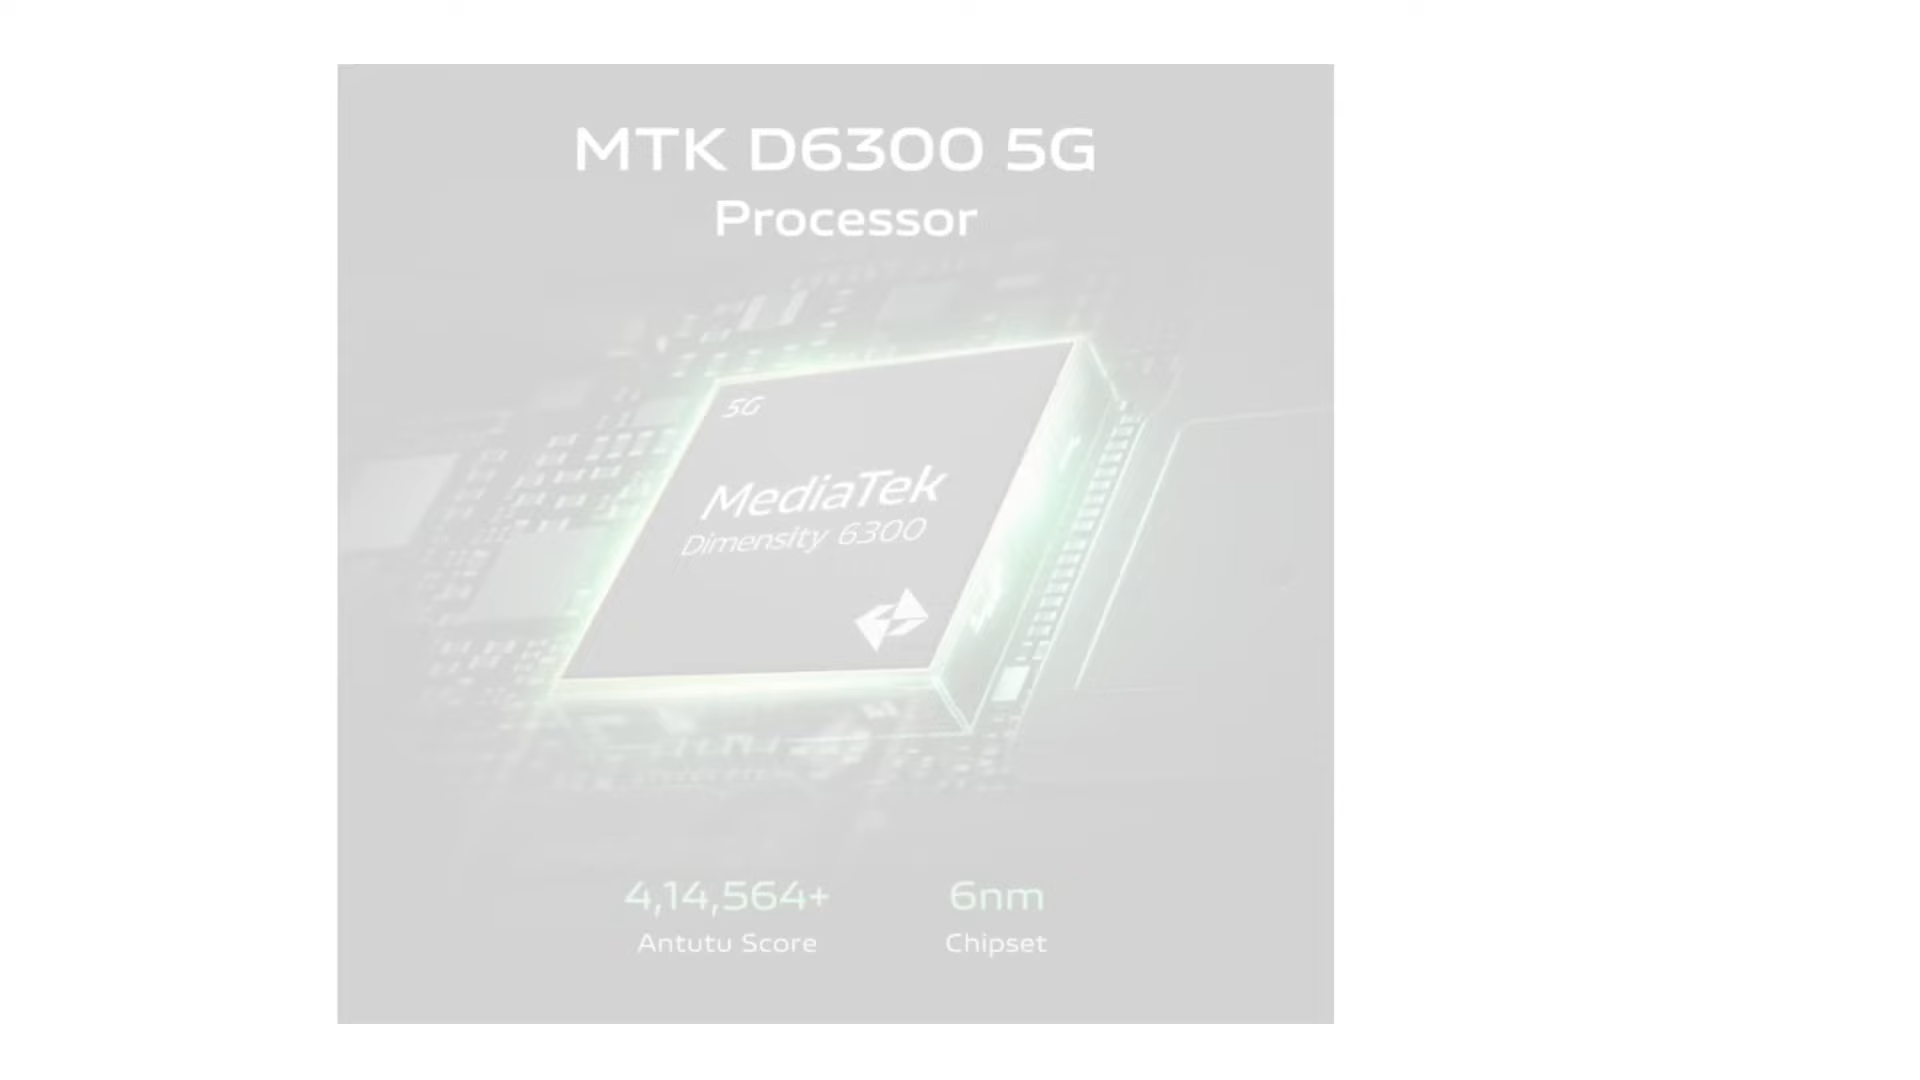 MTK D6300 5G
Processor
5G
MediaTek
Dimensity 6300
4,14,564+
Antutu Score
6nm
Chipset